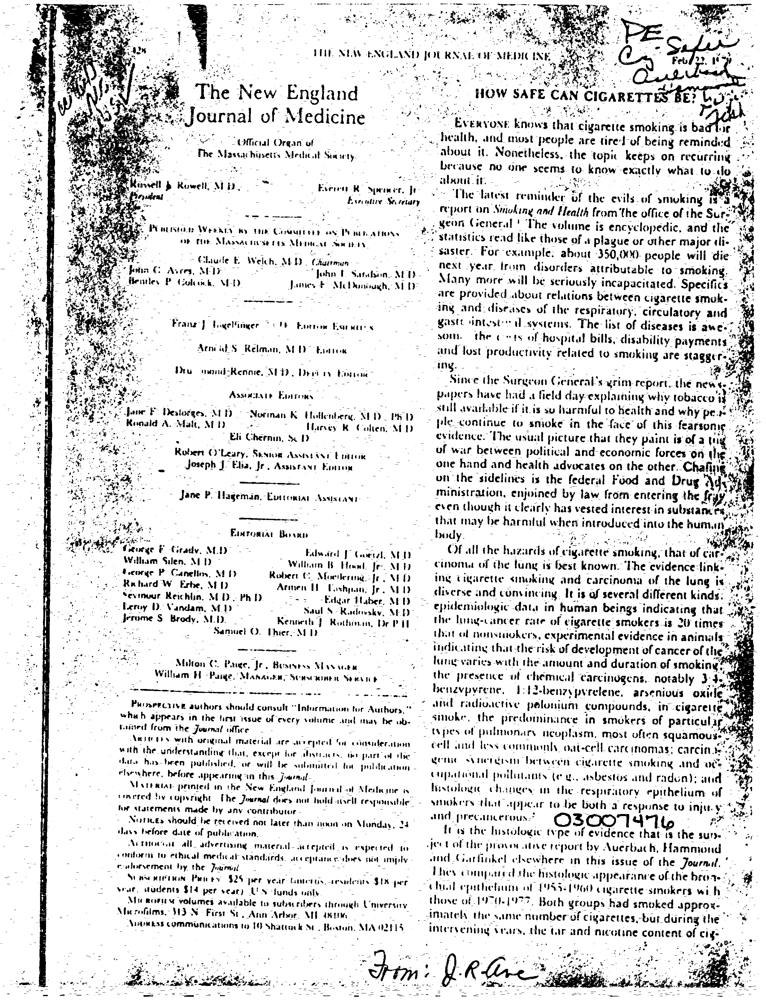 428
THE NEW ENGLAND JOURNAL OF MEDICINE
Feb. 22, 1979
The New England
Journal of Medicine
Official Organ of
The Massachusetts Medical Society
Russell J. Rowell, M.D.,
President
Everett R. Spencer, Jr.
Executive Secretary
PUBLISHED WEEKLY BY THE COMMITTEE ON PUBLICATIONS
OF THE MASSACHUSETTS MEDICAL SOCIETY
Claude E. Welch, M.D., Chairman
John C. Ayres, M.D.
John I. Sandson, M.D.
Bentley P. Colcock, M.D.
James F. McDonough, M.D.
Franz J. Ingelfinger EDITOR EMERITUS
Arnold S. Relman, M.D. EDITOR
Drummond Rennie, M.D., DEPUTY EDITOR
ASSOCIATE EDITORS
Jane F. Desforges, M.D. Norman K. Hollenberg, M.D., Ph.D.
Ronald A. Malt, M.D. Harvey R. Colten, M.D.
Eli Chernin, Sc.D.
Robert O'Leary, SENIOR ASSISTANT EDITOR
Joseph J. Elia, Jr., ASSISTANT EDITOR
Jane P. Hageman, EDITORIAL ASSISTANT
EDITORIAL BOARD
George F. Grady, M.D.
William Silen, M.D.
George P. Canellos, M.D.
Richard W. Erbe, M.D.
Seymour Reichlin, M.D., Ph.D.
Leroy D. Vandam, M.D.
Jerome S. Brody, M.D.
Edward J. Goetzl, M.D.
William B. Hood, Jr., M.D.
Robert C. Moellering, Jr., M.D.
Armen H. Tashjian, Jr., M.D.
Edgar Haber, M.D.
Saul S. Radovsky, M.D.
Kenneth J. Rothman, Dr.P.H.
Samuel O. Thier, M.D.
Milton C. Paige, Jr., BUSINESS MANAGER
William H. Paige, MANAGER, SUBSCRIBER SERVICE
PROSPECTIVE authors should consult "Information for Authors,"
which appears in the first issue of every volume and may be ob-
tained from the Journal office.
ARTICLES with original material are accepted for consideration
with the understanding that, except for abstracts, no part of the
data has been published, or will be submitted for publication
elsewhere, before appearing in this Journal.
MATERIAL printed in the New England Journal of Medicine is
covered by copyright. The Journal does not hold itself responsible
for statements made by any contributor.
NOTICES should be received not later than noon on Monday, 24
days before date of publication.
ALTHOUGH all advertising material accepted is expected to
conform to ethical medical standards, acceptance does not imply
endorsement by the Journal.
SUBSCRIPTION PRICES: $25 per year (interns, residents $18 per
year, students $14 per year) U.S. funds only.
MICROFILM volumes available to subscribers through University
Microfilms, 313 N. First St., Ann Arbor, MI 48106
ADDRESS communications to 10 Shattuck St., Boston, MA 02115
PE
Cy - Safer
Auerbach
HOW SAFE CAN CIGARETTES BE?
EVERYONE knows that cigarette smoking is bad for
health, and most people are tired of being reminded
about it. Nonetheless, the topic keeps on recurring
because no one seems to know exactly what to do
about it.
The latest reminder of the evils of smoking is a
report on Smoking and Health from the office of the Sur-
geon General.¹ The volume is encyclopedic, and the
statistics read like those of a plague or other major di-
saster. For example, about 350,000 people will die
next year from disorders attributable to smoking.
Many more will be seriously incapacitated. Specifics
are provided about relations between cigarette smok-
ing and diseases of the respiratory, circulatory and
gastrointestinal systems. The list of diseases is awe-
some, the costs of hospital bills, disability payments
and lost productivity related to smoking are stagger-
ing.
Since the Surgeon General's grim report, the news-
papers have had a field day explaining why tobacco is
still available if it is so harmful to health and why peo-
ple continue to smoke in the face of this fearsome
evidence. The usual picture that they paint is of a tug
of war between political and economic forces on the
one hand and health advocates on the other. Chafing
on the sidelines is the federal Food and Drug Ad-
ministration, enjoined by law from entering the fray
even though it clearly has vested interest in substances
that may be harmful when introduced into the human
body.
Of all the hazards of cigarette smoking, that of car-
cinoma of the lung is best known. The evidence link-
ing cigarette smoking and carcinoma of the lung is
diverse and convincing. It is of several different kinds:
epidemiologic data in human beings indicating that
the lung-cancer rate of cigarette smokers is 20 times
that of nonsmokers, experimental evidence in animals
indicating that the risk of development of cancer of the
lung varies with the amount and duration of smoking;
the presence of chemical carcinogens, notably 3:4-
benzvpyrene, 1:12-benzvpyrelene, arsenious oxide
and radioactive polonium compounds, in cigarette
smoke, the predominance in smokers of particular
types of pulmonary neoplasm, most often squamous-
cell and less commonly oat-cell carcinomas; carcino-
genic synergism between cigarette smoking and oc-
cupational pollutants (e.g., asbestos and radon); and
histologic changes in the respiratory epithelium of
smokers that appear to be both a response to injury
and precancerous.²
03007476
It is the histologic type of evidence that is the sub-
ject of the provocative report by Auerbach, Hammond
and Garfinkel elsewhere in this issue of the Journal.
They compared the histologic appearance of the bron-
chial epithelium of 1955-1960 cigarette smokers with
those of 1970-1977. Both groups had smoked approx-
imately the same number of cigarettes, but during the
intervening years, the tar and nicotine content of cig-
From: J. R. Ave